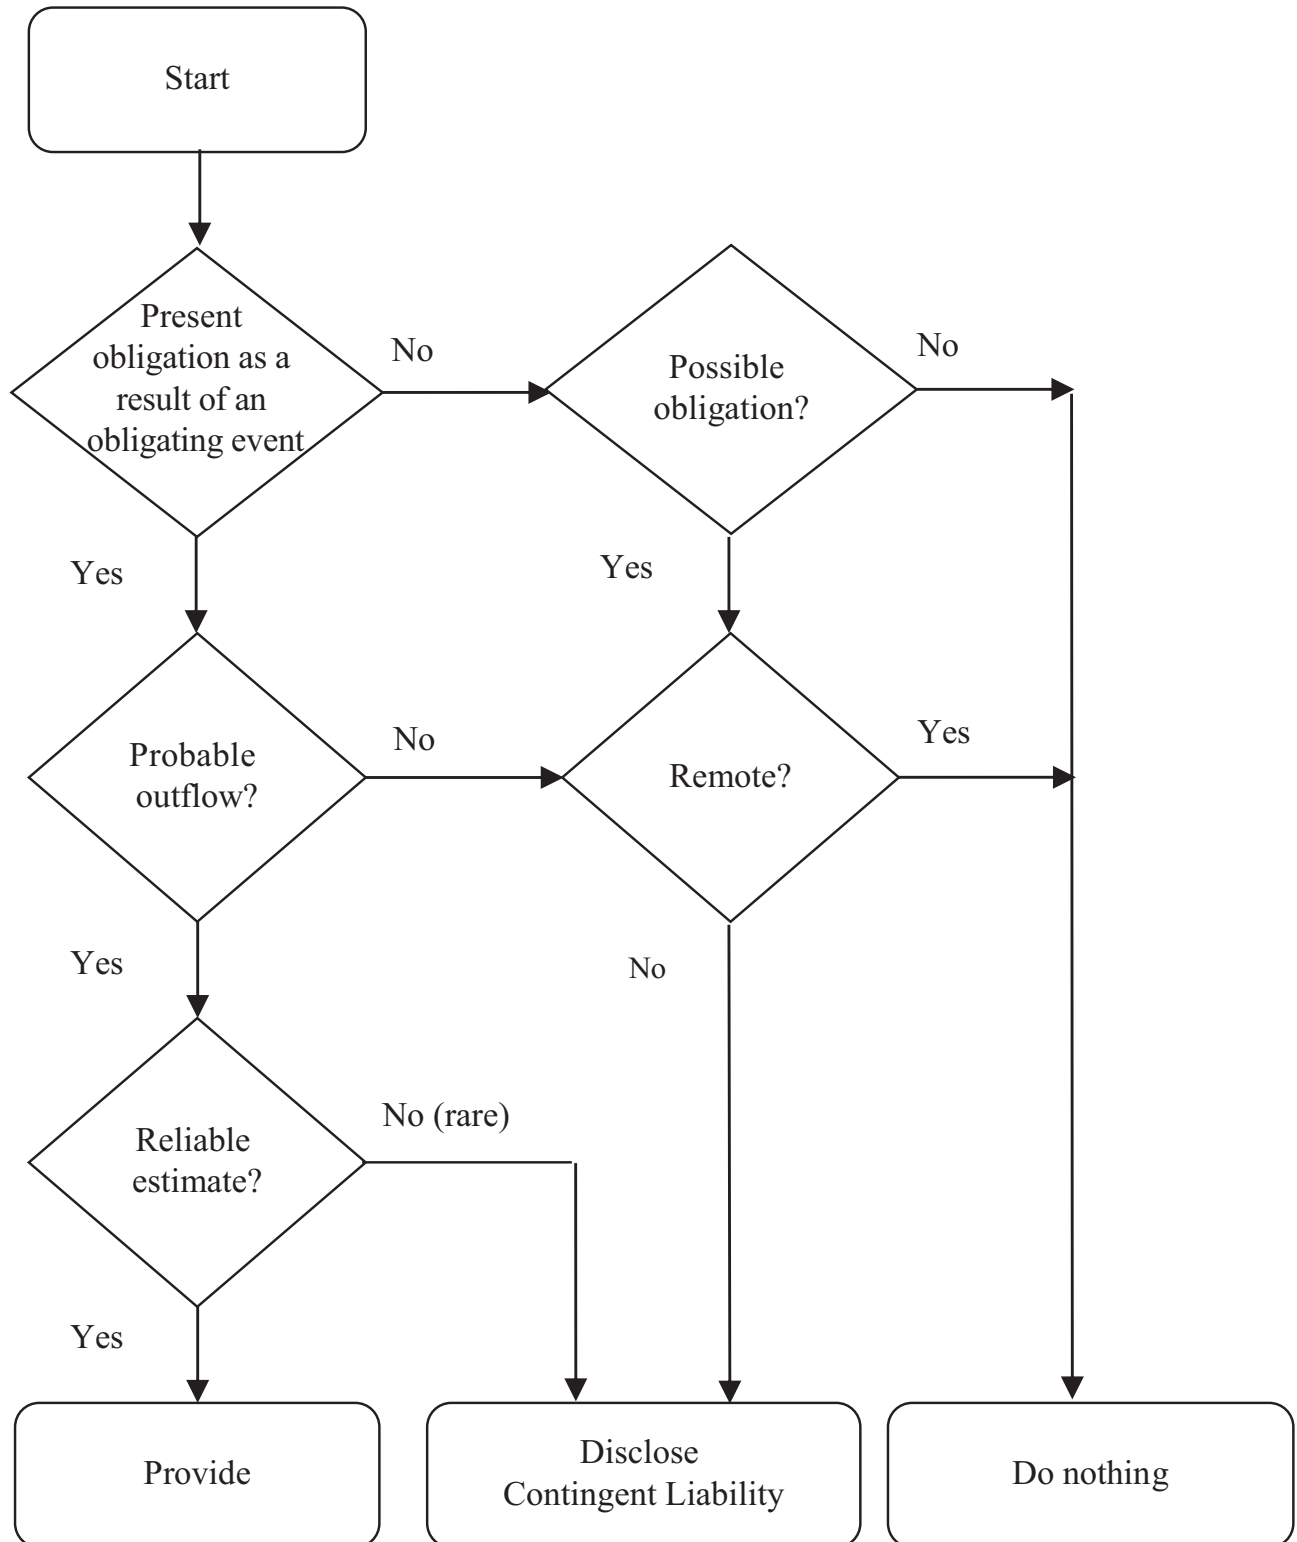 Start
Present
obligation as a
result of an
obligating event
No
Possible
obligation?
No
Yes
Yes
Probable
outflow?
No
Remote?
Yes
Yes
No
Reliable
estimate?
No (rare)
Yes
Provide
Disclose
Contingent Liability
Do nothing